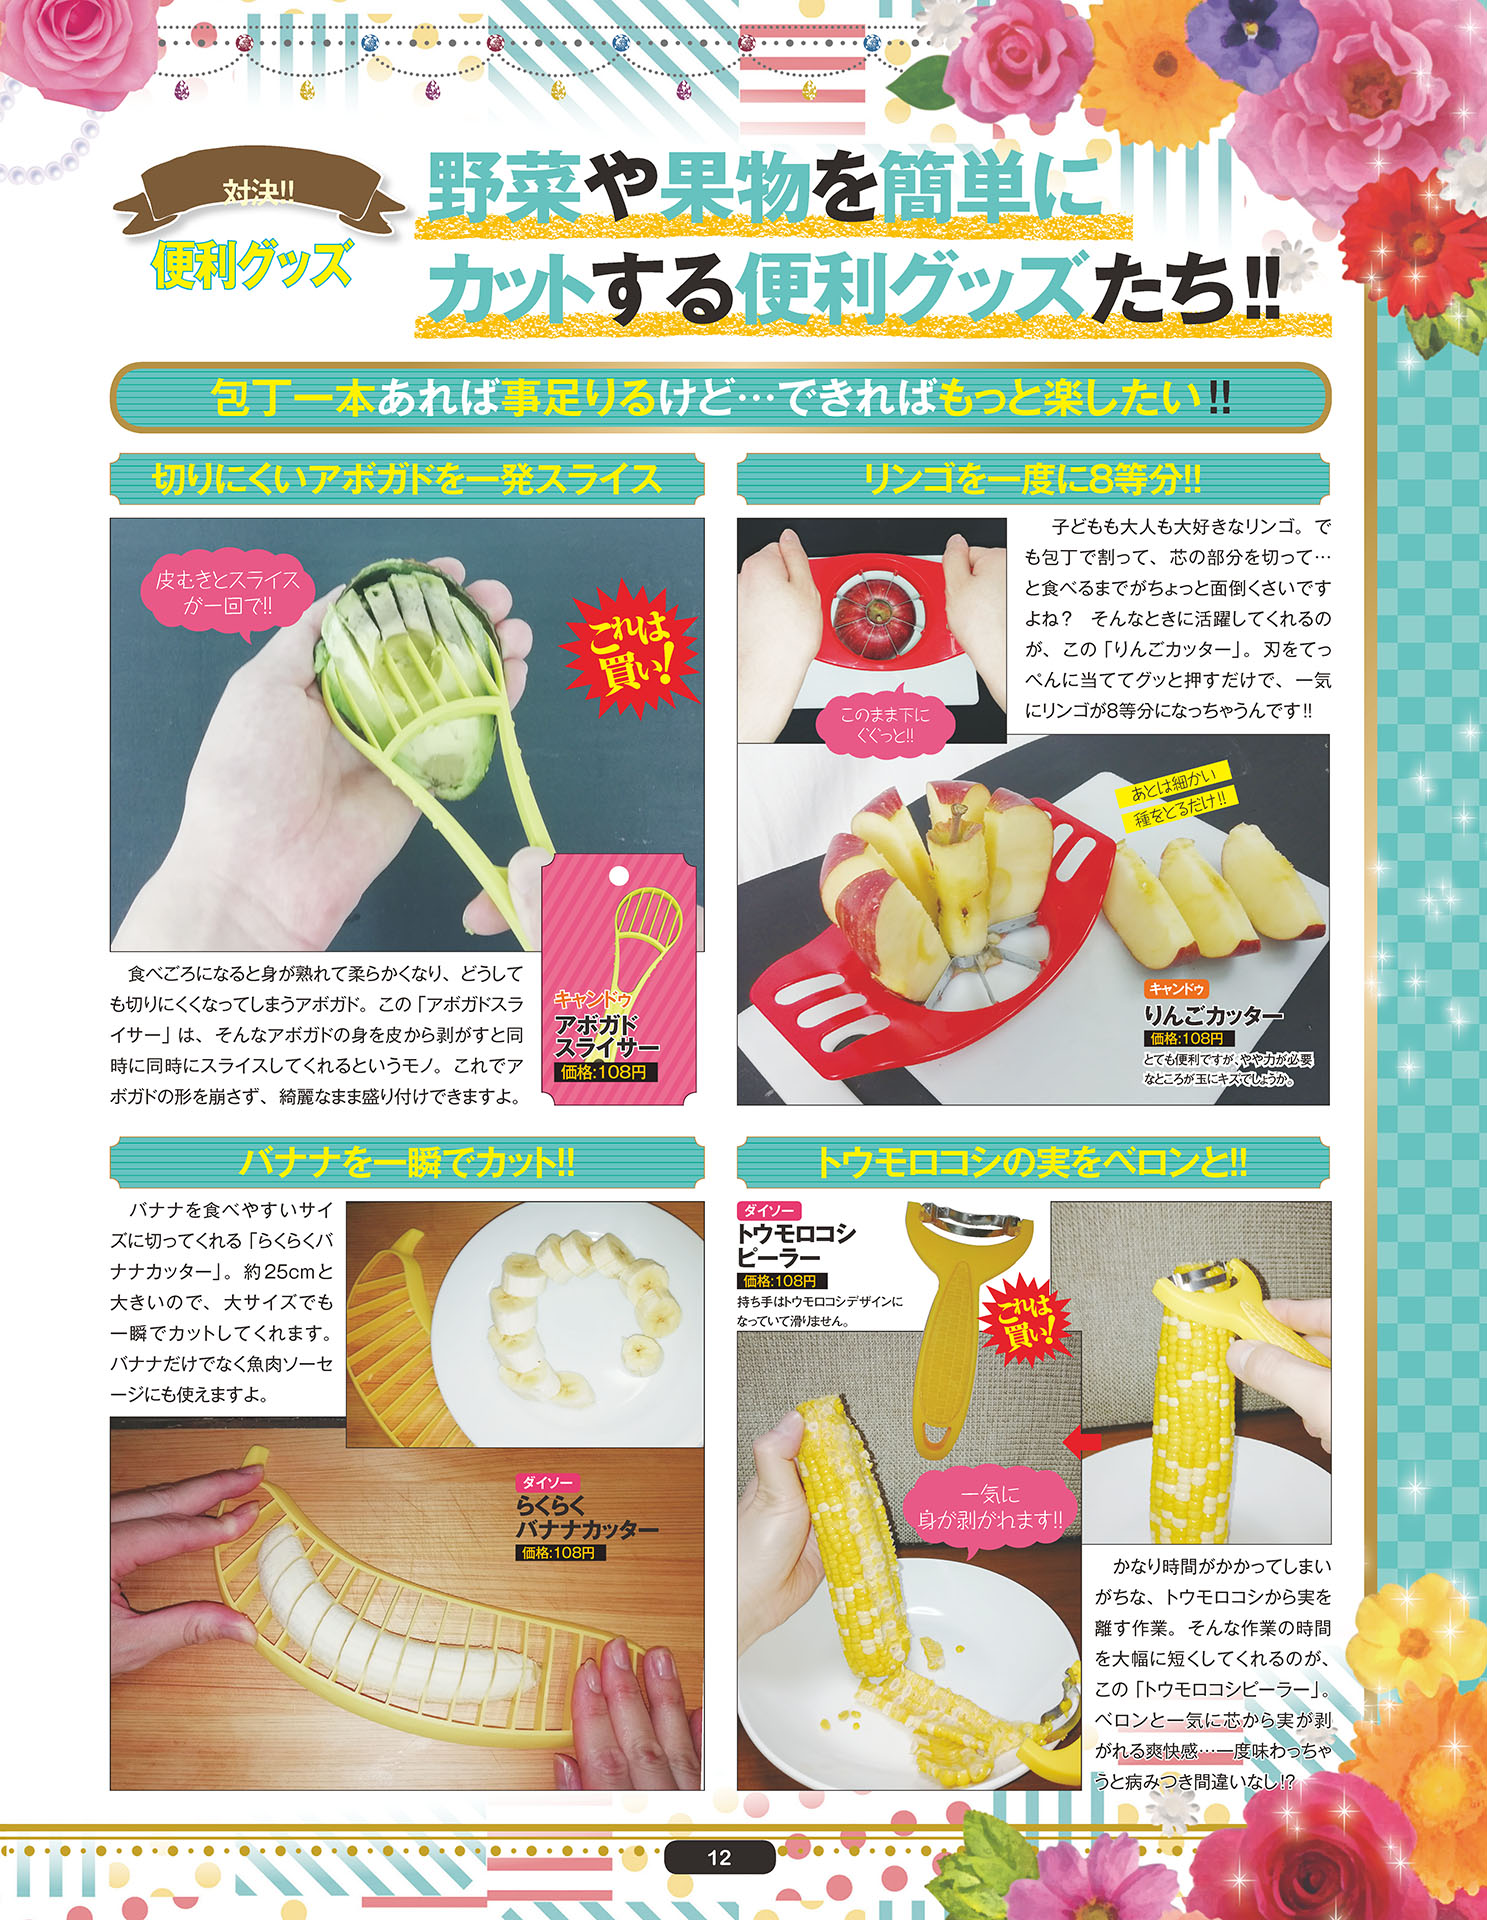 対決!!
便利グッズ
野菜や果物を簡単に
カットする便利グッズたち!!
包丁一本あれば事足りるけど…できればもっと楽したい!!
切りにくいアボガドを一発スライス
皮むきとスライス
が一回で!!
これは
買い!
キャンドゥ
アボガド
スライサー
価格:108円
食べごろになると身が熟れて柔らかくなり、どうして
も切りにくくなってしまうアボガド。この「アボガドスラ
イサー」は、そんなアボガドの身を皮から剥がすと同
時に同時にスライスしてくれるというモノ。これでア
ボガドの形を崩さず、綺麗なまま盛り付けできますよ。
リンゴを一度に8等分!!
子どもも大人も大好きなリンゴ。で
も包丁で割って、芯の部分を切って…
と食べるまでがちょっと面倒くさいです
よね？ そんなときに活躍してくれるの
が、この「りんごカッター」。刃をてっ
ぺんに当ててグッと押すだけで、一気
にリンゴが8等分になっちゃうんです!!
このまま下に
ぐぐっと!!
あとは細かい
種をとるだけ!!
キャンドゥ
りんごカッター
価格:108円
とても便利ですが、やや力が必要
なところが玉にキズでしょうか。
バナナを一瞬でカット!!
バナナを食べやすいサイ
ズに切ってくれる「らくらくバ
ナナカッター」。約25cmと
大きいので、大サイズでも
一瞬でカットしてくれます。
バナナだけでなく魚肉ソーセ
ージにも使えますよ。
ダイソー
らくらく
バナナカッター
価格:108円
トウモロコシの実をベロンと!!
ダイソー
トウモロコシ
ピーラー
価格:108円
持ち手はトウモロコシデザインに
なっていて滑りません。
これは
買い!
一気に
身が剥がれます!!
かなり時間がかかってしまい
がちな、トウモロコシから実を
離す作業。そんな作業の時間
を大幅に短くしてくれるのが、
この「トウモロコシピーラー」。
ベロンと一気に芯から実が剥
がれる爽快感…一度味わっちゃ
うと病みつき間違いなし!?
12